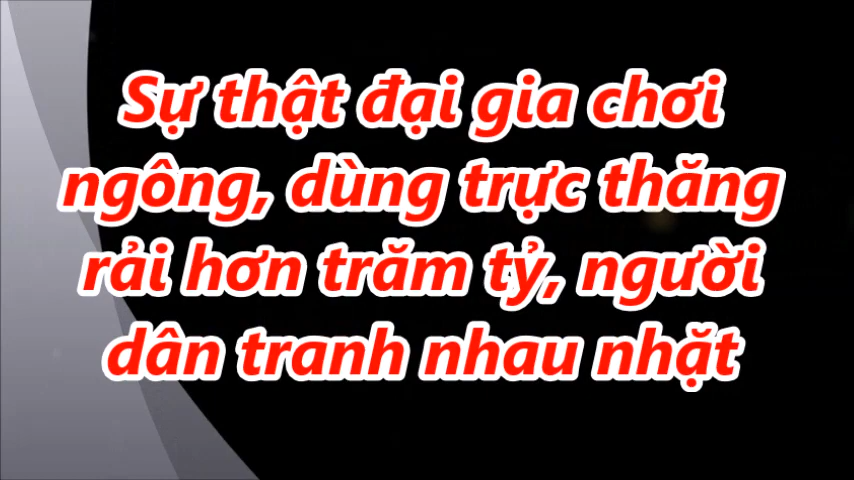 Sự thật đại gia chơi
ngông, dùng trực thăng
rải hơn trăm tỷ, người
dân tranh nhau nhặt